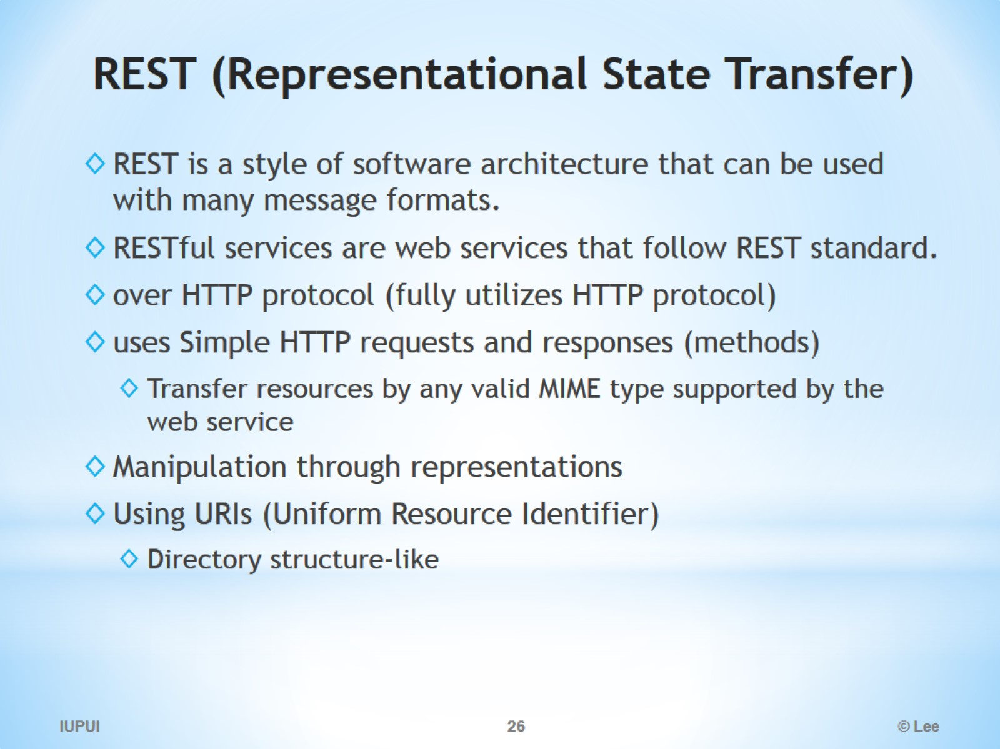 REST (Representational State Transfer)
REST is a style of software architecture that can be used
with many message formats.
RESTful services are web services that follow REST standard.
over HTTP protocol (fully utilizes HTTP protocol)
uses Simple HTTP requests and responses (methods)
Transfer resources by any valid MIME type supported by the
web service
Manipulation through representations
Using URIs (Uniform Resource Identifier)
Directory structure-like
IUPUI 26 © Lee